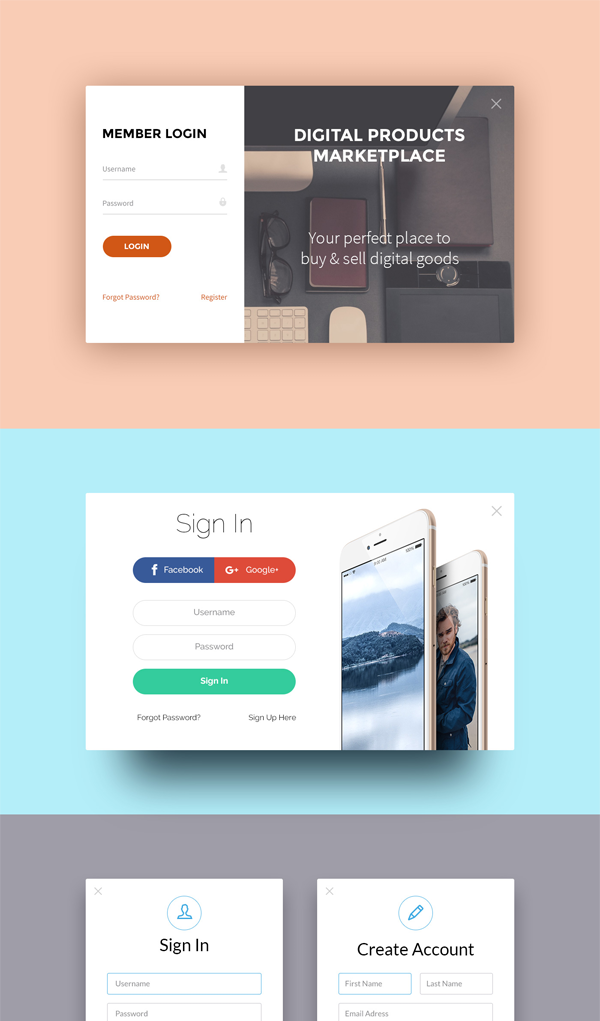 MEMBER LOGIN
Username
Password
LOGIN
Forgot Password? Register
DIGITAL PRODUCTS
MARKETPLACE
Your perfect place to
buy & sell digital goods
Sign In
f Facebook G+ Google+
Username
Password
Sign In
Forgot Password? Sign Up Here
Sign In
Username
Password
Create Account
First Name Last Name
Email Adress